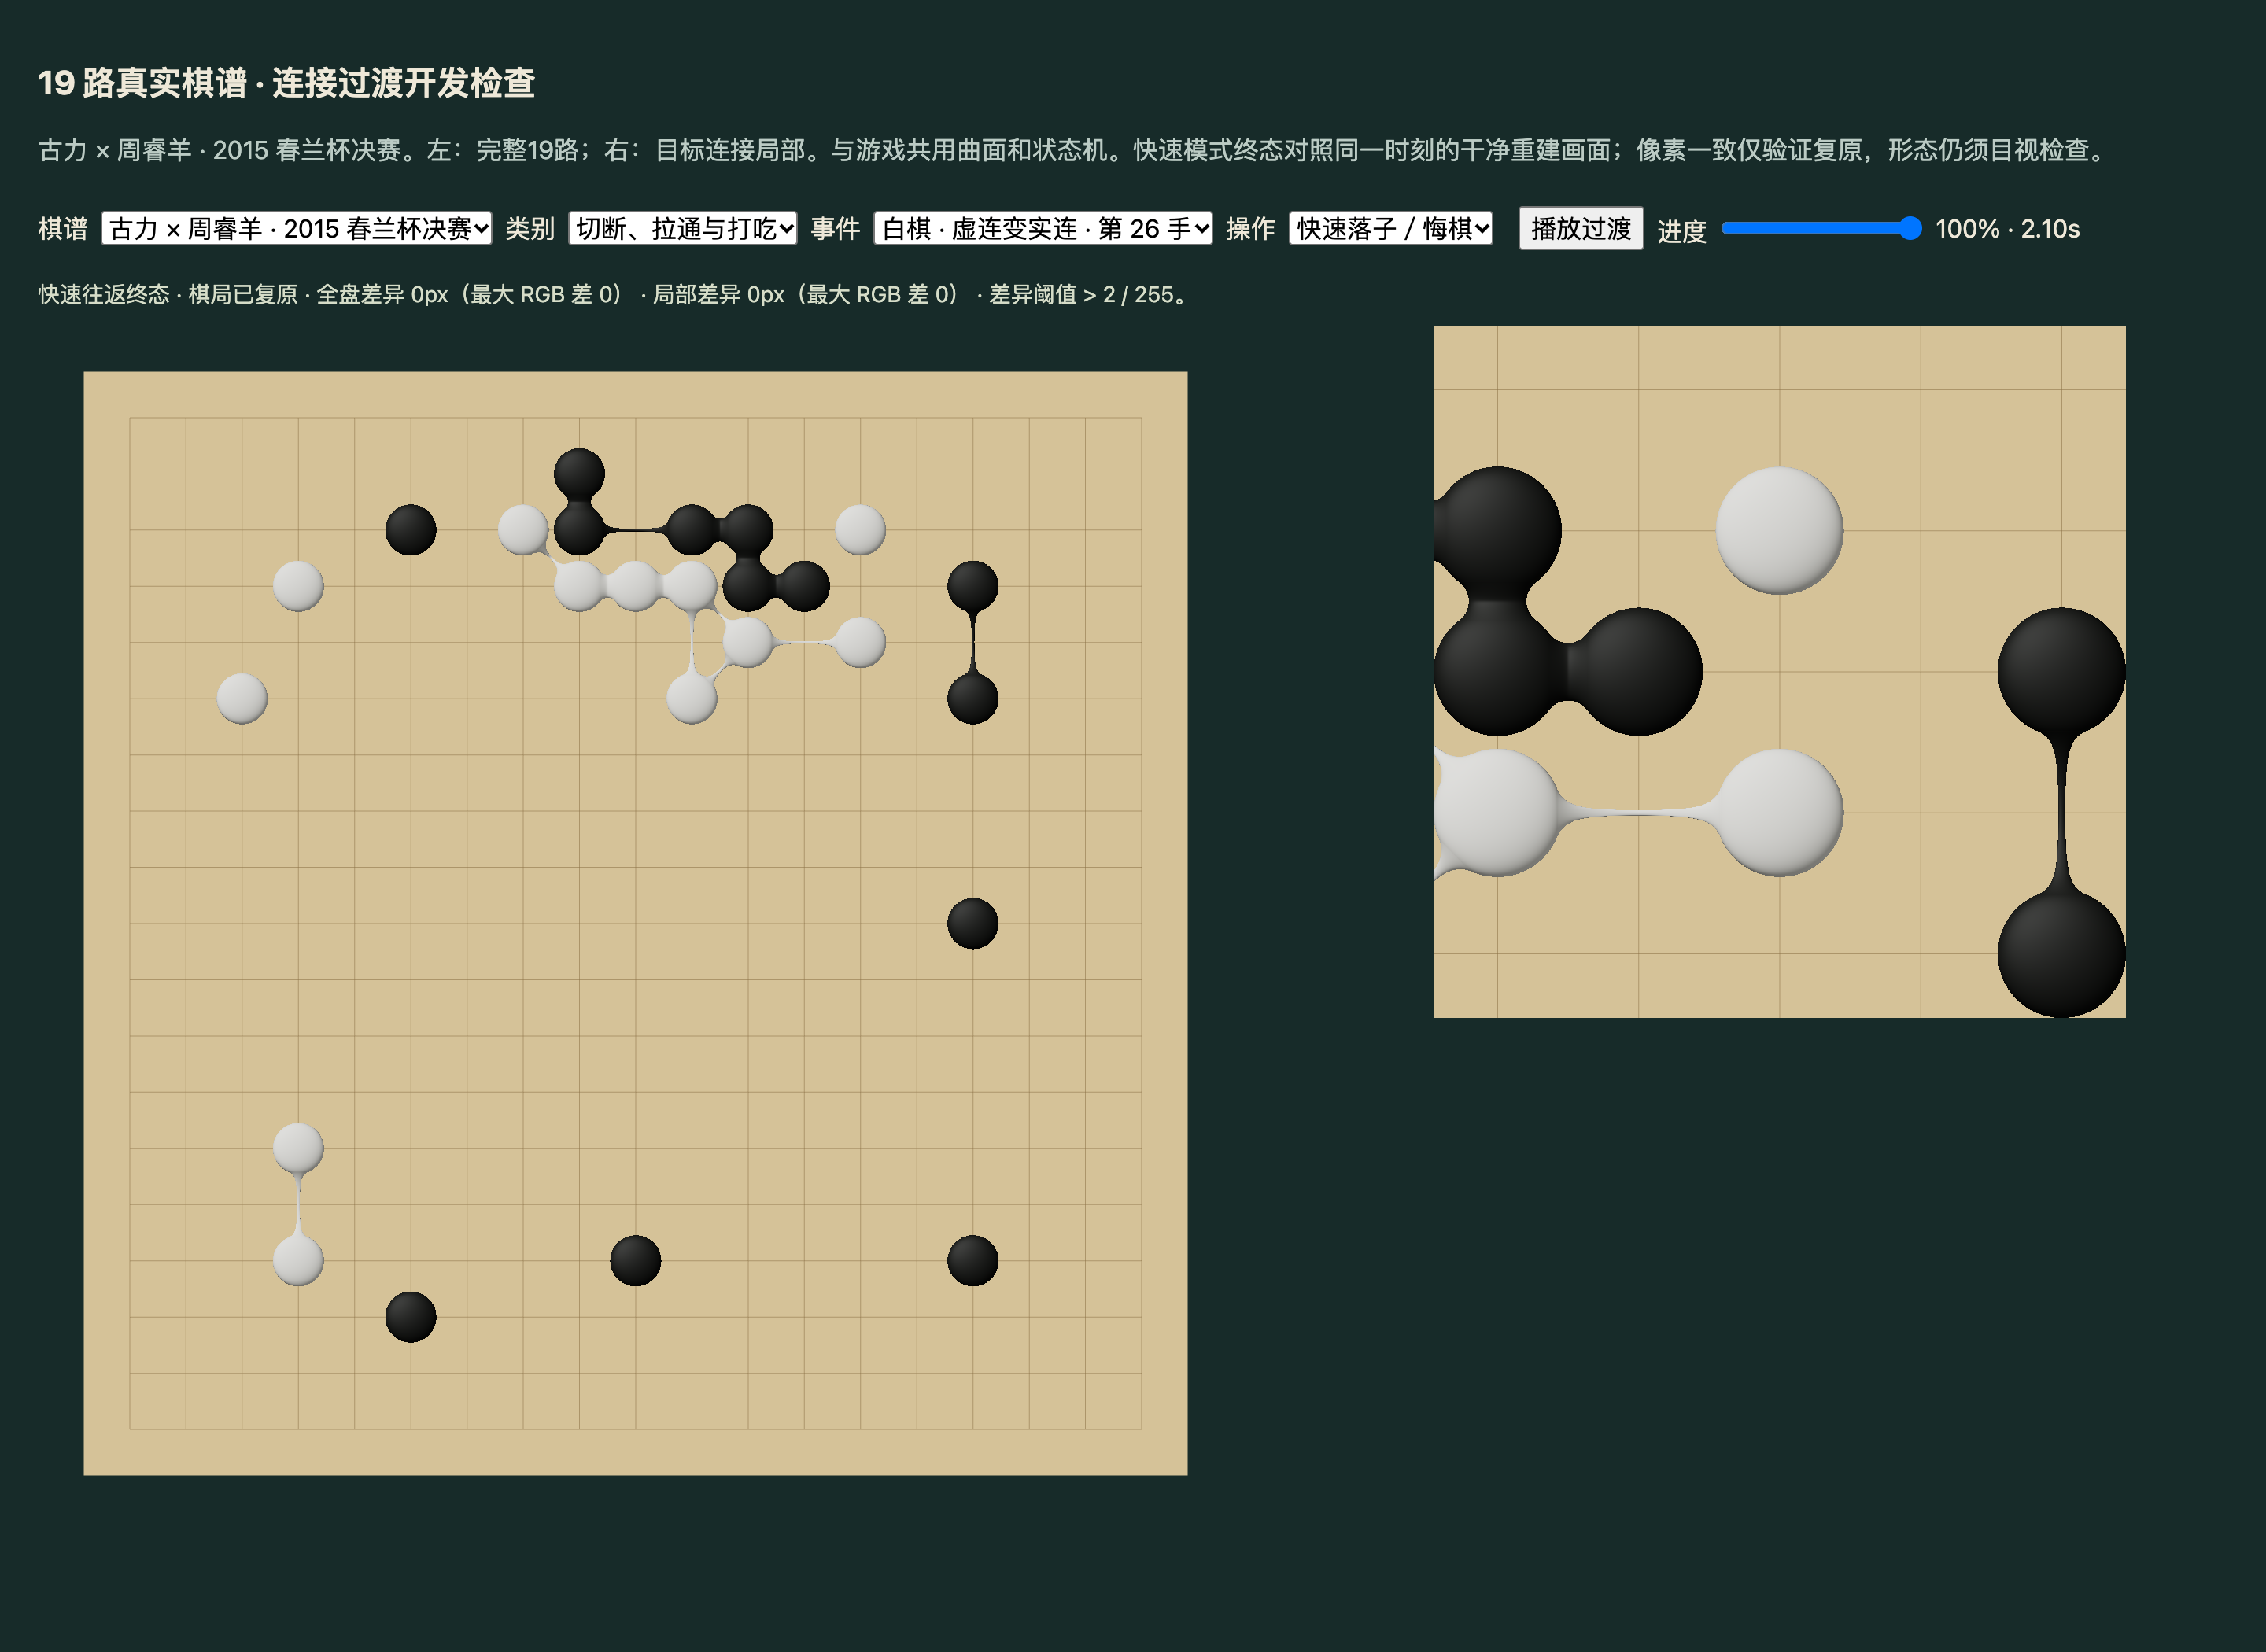 19 路真实棋谱 · 连接过渡开发检查
古力 × 周睿羊 · 2015 春兰杯决赛。左：完整19路；右：目标连接局部。与游戏共用曲面和状态机。快速模式终态对照同一时刻的干净重建画面；像素一致仅验证复原，形态仍须目视检查。
棋谱 古力 × 周睿羊 · 2015 春兰杯决赛 类别 切断、拉通与打吃 事件 白棋 · 虚连变实连 · 第 26 手 操作 快速落子 / 悔棋 播放过渡 进度 100% · 2.10s
快速往返终态 · 棋局已复原 · 全盘差异 0px（最大 RGB 差 0） · 局部差异 0px（最大 RGB 差 0） · 差异阈值 > 2 / 255。